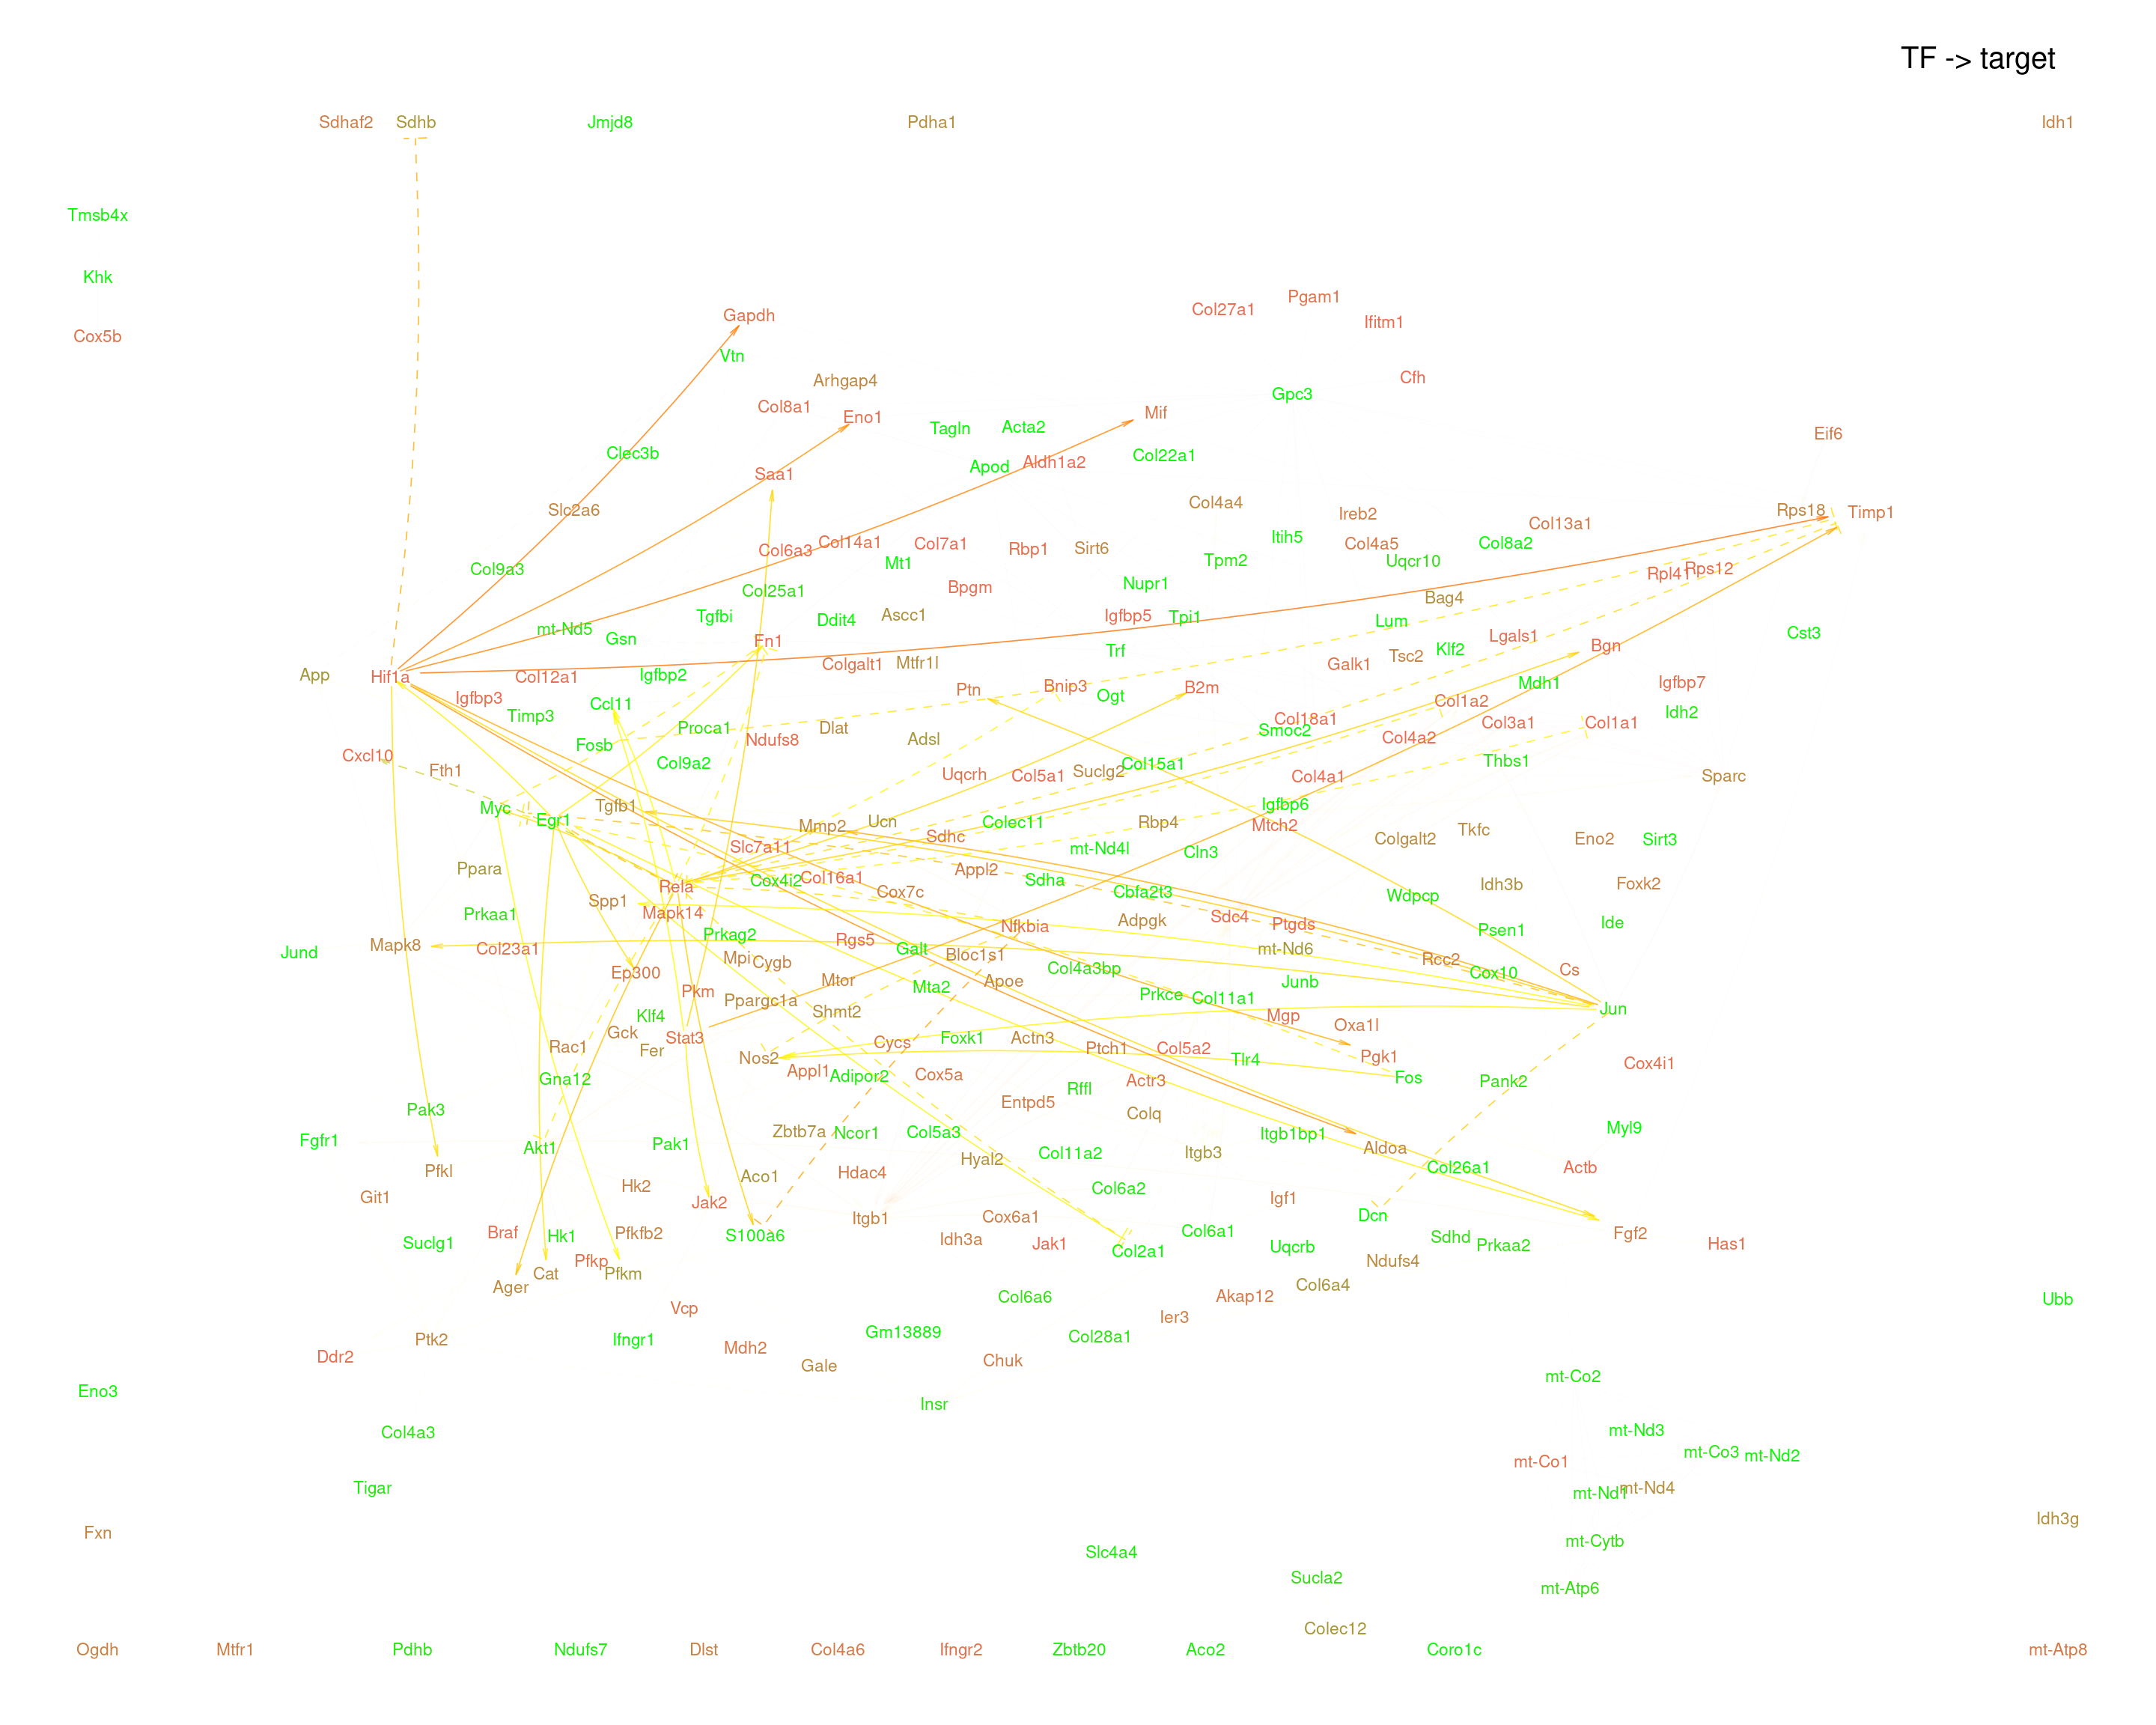 TF -> target
Sdhaf2 Sdhb Jmjd8 Pdha1 Idh1
Tmsb4x
Khk
Pgam1
Col27a1
Gapdh Ifitm1
Cox5b
Vtn
Arhgap4 Cfh
Gpc3
Col8a1
Eno1 Mif
Tagln Acta2 Eif6
Clec3b Col22a1
Apod Aldh1a2
Saa1
Col4a4
Slc2a6 Ireb2 Rps18 Timp1
Col13a1
Itih5
Col6a3 Col14a1 Col7a1 Rbp1 Sirt6 Col4a5 Col8a2
Col9a3 Mt1 Tpm2 Uqcr10 Rpl41 Rps12
Col25a1 Bpgm Nupr1
Bag4
Tgfbi Ddit4 Ascc1 Igfbp5 Tpi1 Lum
mt-Nd5 Gsn Fn1 Lgals1 Cst3
Trf Klf2 Bgn
Colgalt1 Mtfr1l Galk1 Tsc2
App Hif1a Col12a1 Igfbp2 Mdh1 Igfbp7
Igfbp3 Ptn Bnip3 Ogt B2m
Ccl11 Col1a2
Timp3 Col18a1 Col3a1 Col1a1 Idh2
Proca1 Dlat Smoc2
Fosb Ndufs8 Adsl Col4a2
Cxcl10 Fth1 Col9a2 Uqcrh Col5a1 Suclg2 Col15a1 Col4a1 Thbs1 Sparc
Myc Tgfb1 Igfbp6
Egr1 Mmp2 Ucn Colec11 Rbp4 Mtch2 Tkfc
Slc7a11 Sdhc mt-Nd4l Cln3 Colgalt2 Eno2 Sirt3
Ppara Appl2
Rela Cox4i2 Col16a1 Cox7c Sdha Cbfa2t3 Wdpcp Idh3b Foxk2
Spp1
Prkaa1 Mapk14 Nfkbia Adpgk Sdc4 Ptgds Psen1 Ide
Jund Mapk8 Col23a1 Prkag2 Rgs5 Galt Bloc1s1 mt-Nd6
Ep300 Mpi Cygb Col4a3bp Rcc2 Cox10 Cs
Pkm Ppargc1a Mtor Mta2 Apoe Prkce Col11a1 Junb
Klf4 Shmt2 Mgp Oxa1l Jun
Gck Stat3 Cycs Foxk1 Actn3
Rac1 Fer Nos2 Ptch1 Col5a2 Tlr4 Pgk1 Cox4i1
Gna12 Appl1 Adipor2 Cox5a Rffl Actr3 Fos Pank2
Pak3 Entpd5 Colq
Fgfr1 Akt1 Pak1 Zbtb7a Ncor1 Col5a3 Itgb1bp1 Myl9
Pfkl Aco1 Hdac4 Hyal2 Col11a2 Itgb3 Aldoa Col26a1 Actb
Git1 Hk2 Jak2 Col6a2 Igf1
Itgb1 Cox6a1 Dcn
Braf Hk1 Pfkfb2 S100a6 Idh3a Jak1 Col2a1 Col6a1 Uqcrb Sdhd Prkaa2 Fgf2 Has1
Suclg1
Ager Cat Pfkp Pfkm Ndufs4
Col6a4
Vcp Col6a6 Akap12 Ubb
Ptk2 Ifngr1 Gm13889 Col28a1 Ier3
Ddr2 Mdh2 Gale Chuk
Eno3 Insr mt-Co2
Col4a3 mt-Nd3
mt-Co1 mt-Co3 mt-Nd2
Tigar mt-Nd1 mt-Nd4
Fxn Idh3g
Slc4a4 mt-Cytb
Sucla2 mt-Atp6
Colec12
Ogdh Mtfr1 Pdhb Ndufs7 Dlst Col4a6 Ifngr2 Zbtb20 Aco2 Coro1c mt-Atp8